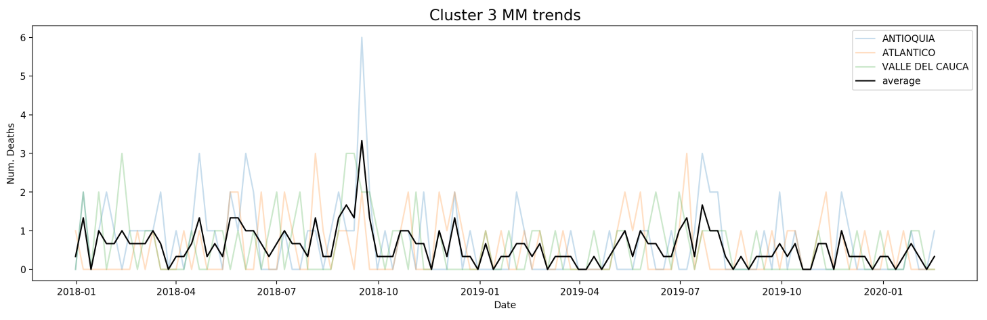 Cluster 3 MM trends
ANTIOQUIA
ATLANTICO
VALLE DEL CAUCA
average
Num. Deaths
6
5
4
3
2
1
0
2018-01 2018-04 2018-07 2018-10 2019-01 2019-04 2019-07 2019-10 2020-01
Date